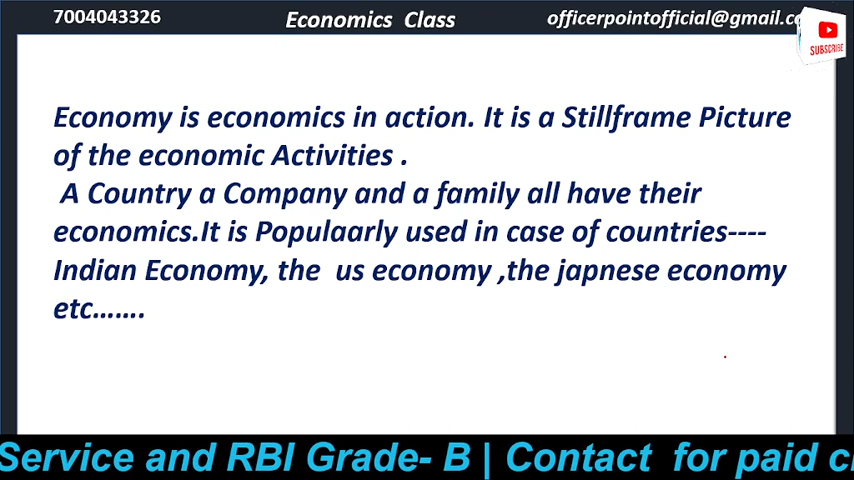 7004043326
Economics Class
officerpointofficial@gmail.co
SUBSCRIBE
Economy is economics in action. It is a Stillframe Picture
of the economic Activities .
A Country a Company and a family all have their
economics.It is Populaarly used in case of countries----
Indian Economy, the us economy ,the japnese economy
etc…….
Service and RBI Grade- B | Contact for paid